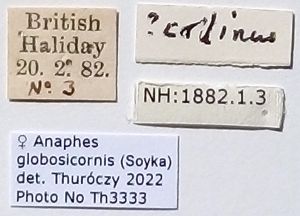 British
Haliday
20. 2. 82.
No 3
NH:1882.1.3
♀ Anaphes
globosicornis (Soyka)
det. Thuróczy 2022
Photo No Th3333